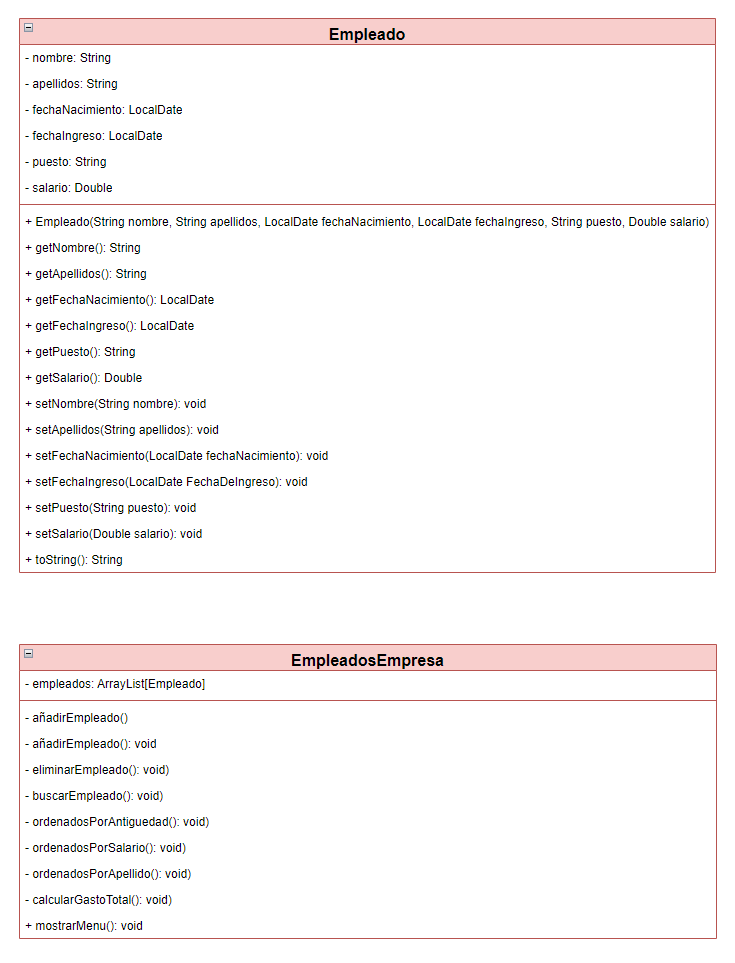 Empleado
- nombre: String
- apellidos: String
- fechaNacimiento: LocalDate
- fechaIngreso: LocalDate
- puesto: String
- salario: Double
+ Empleado(String nombre, String apellidos, LocalDate fechaNacimiento, LocalDate fechaIngreso, String puesto, Double salario)
+ getNombre(): String
+ getApellidos(): String
+ getFechaNacimiento(): LocalDate
+ getFechaIngreso(): LocalDate
+ getPuesto(): String
+ getSalario(): Double
+ setNombre(String nombre): void
+ setApellidos(String apellidos): void
+ setFechaNacimiento(LocalDate fechaNacimiento): void
+ setFechaIngreso(LocalDate FechaDeIngreso): void
+ setPuesto(String puesto): void
+ setSalario(Double salario): void
+ toString(): String
EmpleadosEmpresa
- empleados: ArrayList[Empleado]
- añadirEmpleado()
- añadirEmpleado(): void
- eliminarEmpleado(): void)
- buscarEmpleado(): void)
- ordenadosPorAntiguedad(): void)
- ordenadosPorSalario(): void)
- ordenadosPorApellido(): void)
- calcularGastoTotal(): void)
+ mostrarMenu(): void